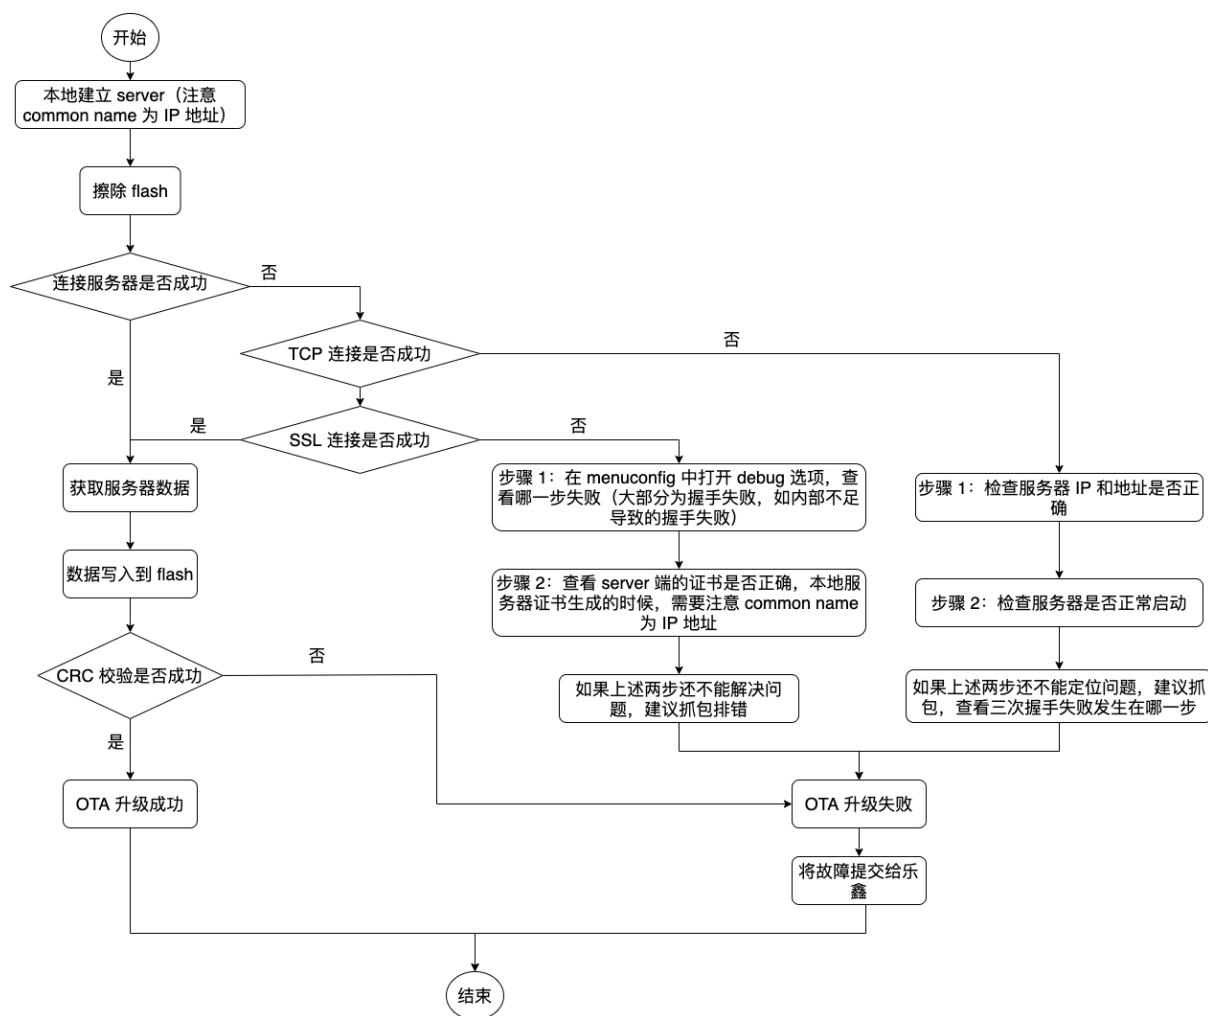 开始
本地建立 server（注意
common name 为 IP 地址）
擦除 flash
连接服务器是否成功
否
TCP 连接是否成功
否
是
SSL 连接是否成功
是
否
获取服务器数据
步骤 1：在 menuconfig 中打开 debug 选项，查
看哪一步失败（大部分为握手失败，如内部不足
导致的握手失败）
步骤 1：检查服务器 IP 和地址是否正
确
数据写入到 flash
步骤 2：查看 server 端的证书是否正确，本地服
务器证书生成的时候，需要注意 common name
为 IP 地址
步骤 2：检查服务器是否正常启动
CRC 校验是否成功
否
如果上述两步还不能解决问
题，建议抓包排错
如果上述两步还不能定位问题，建议抓
包，查看三次握手失败发生在哪一步
是
OTA 升级成功
OTA 升级失败
将故障提交给乐
鑫
结束